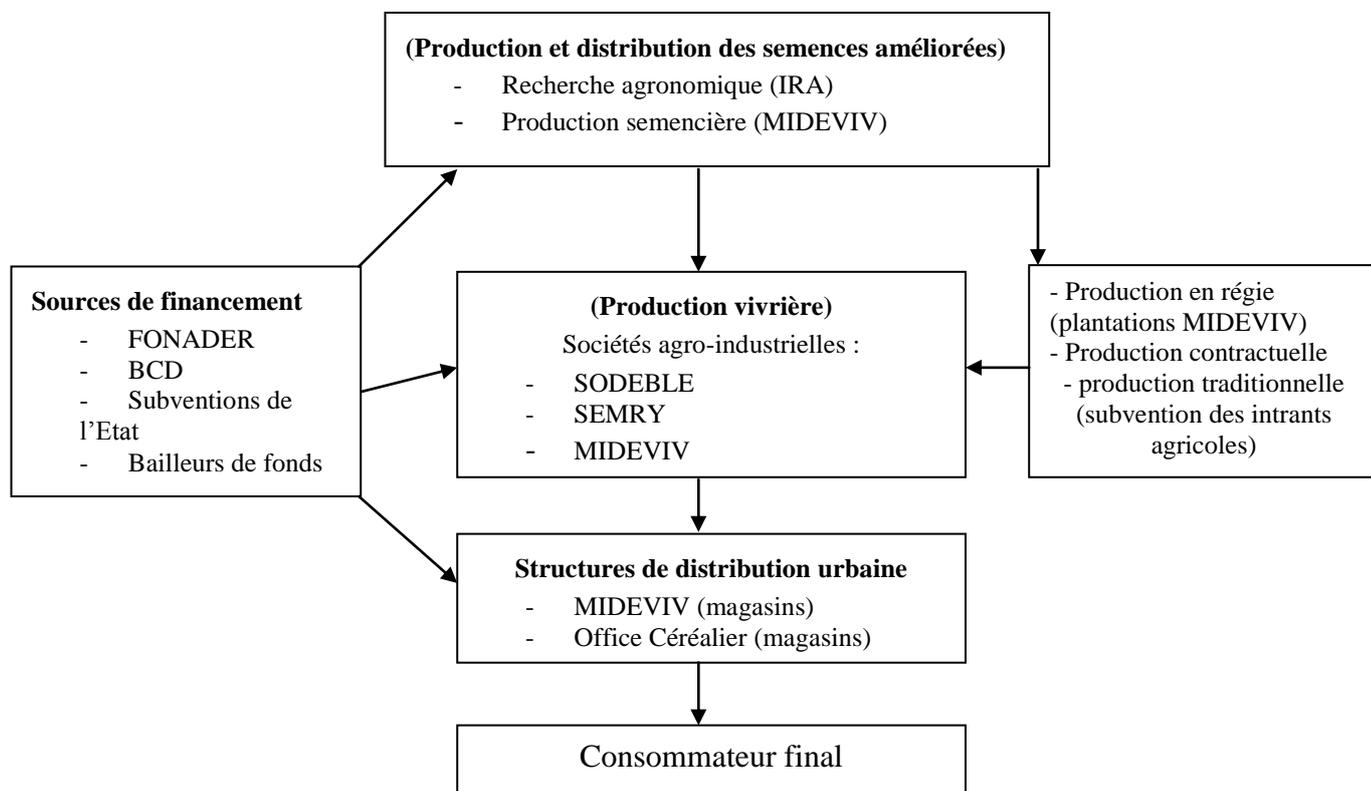 (Production et distribution des semences améliorées)
- Recherche agronomique (IRA)
- Production semencière (MIDEVIV)
Sources de financement
- FONADER
- BCD
- Subventions de
l’Etat
- Bailleurs de fonds
(Production vivrière)
Sociétés agro-industrielles :
- SODEBLE
- SEMRY
- MIDEVIV
- Production en régie
(plantations MIDEVIV)
- Production contractuelle
- production traditionnelle
(subvention des intrants
agricoles)
Structures de distribution urbaine
- MIDEVIV (magasins)
- Office Céréalier (magasins)
Consommateur final